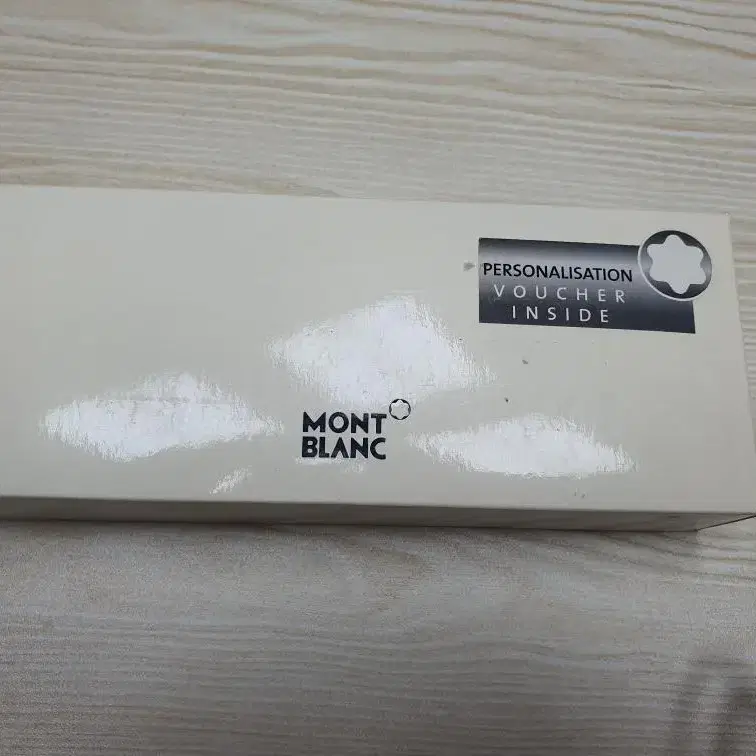 PERSONALISATION
VOUCHER
INSIDE
MONT
BLANC